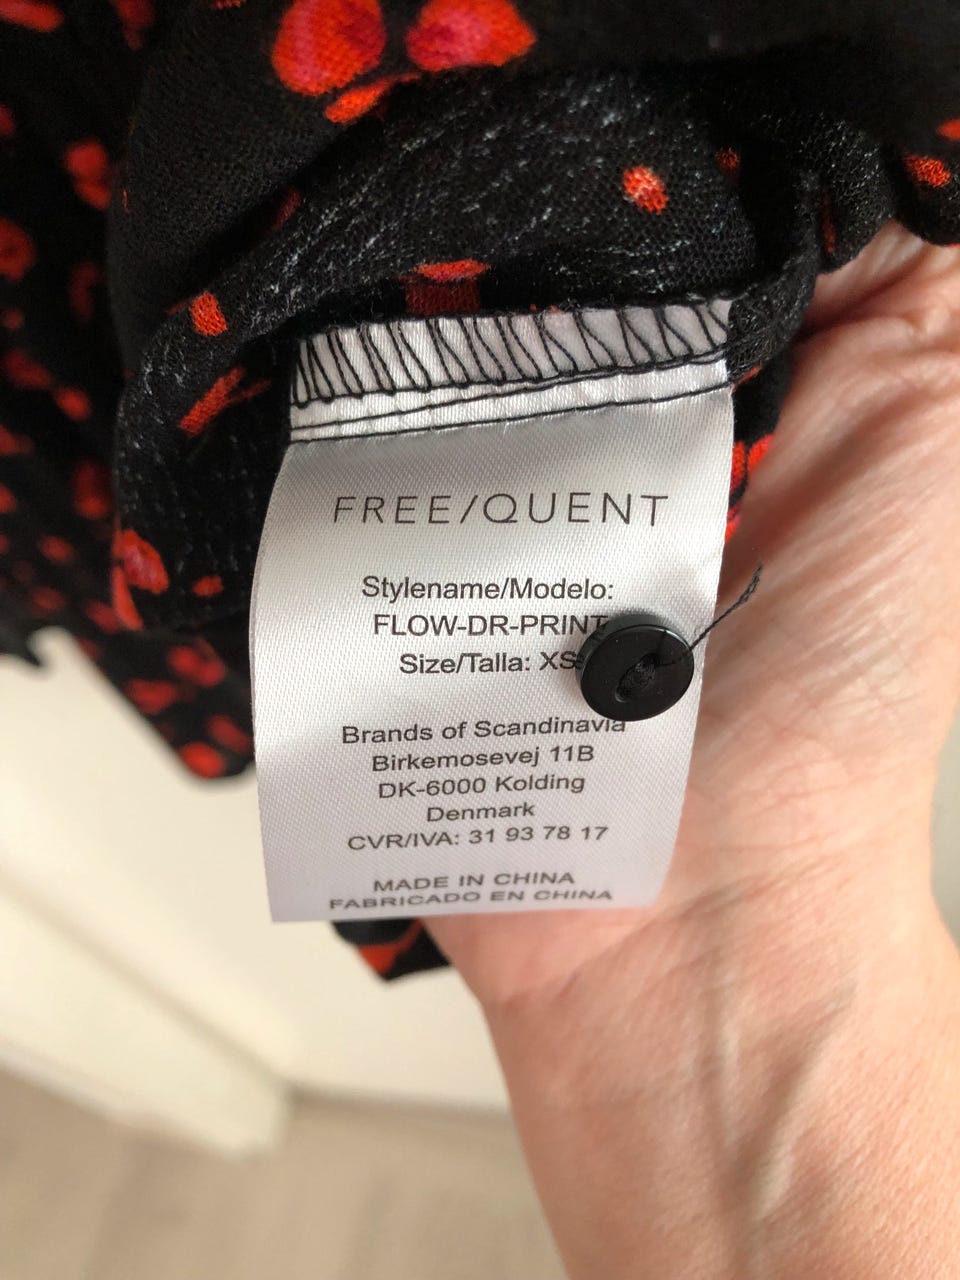 FREE/QUENT
Stylename/Modelo:
FLOW-DR-PRINT
Size/Talla: XS
Brands of Scandinavia
Birkemosevej 11B
DK-6000 Kolding
Denmark
CVR/IVA: 31 93 78 17
MADE IN CHINA
FABRICADO EN CHINA